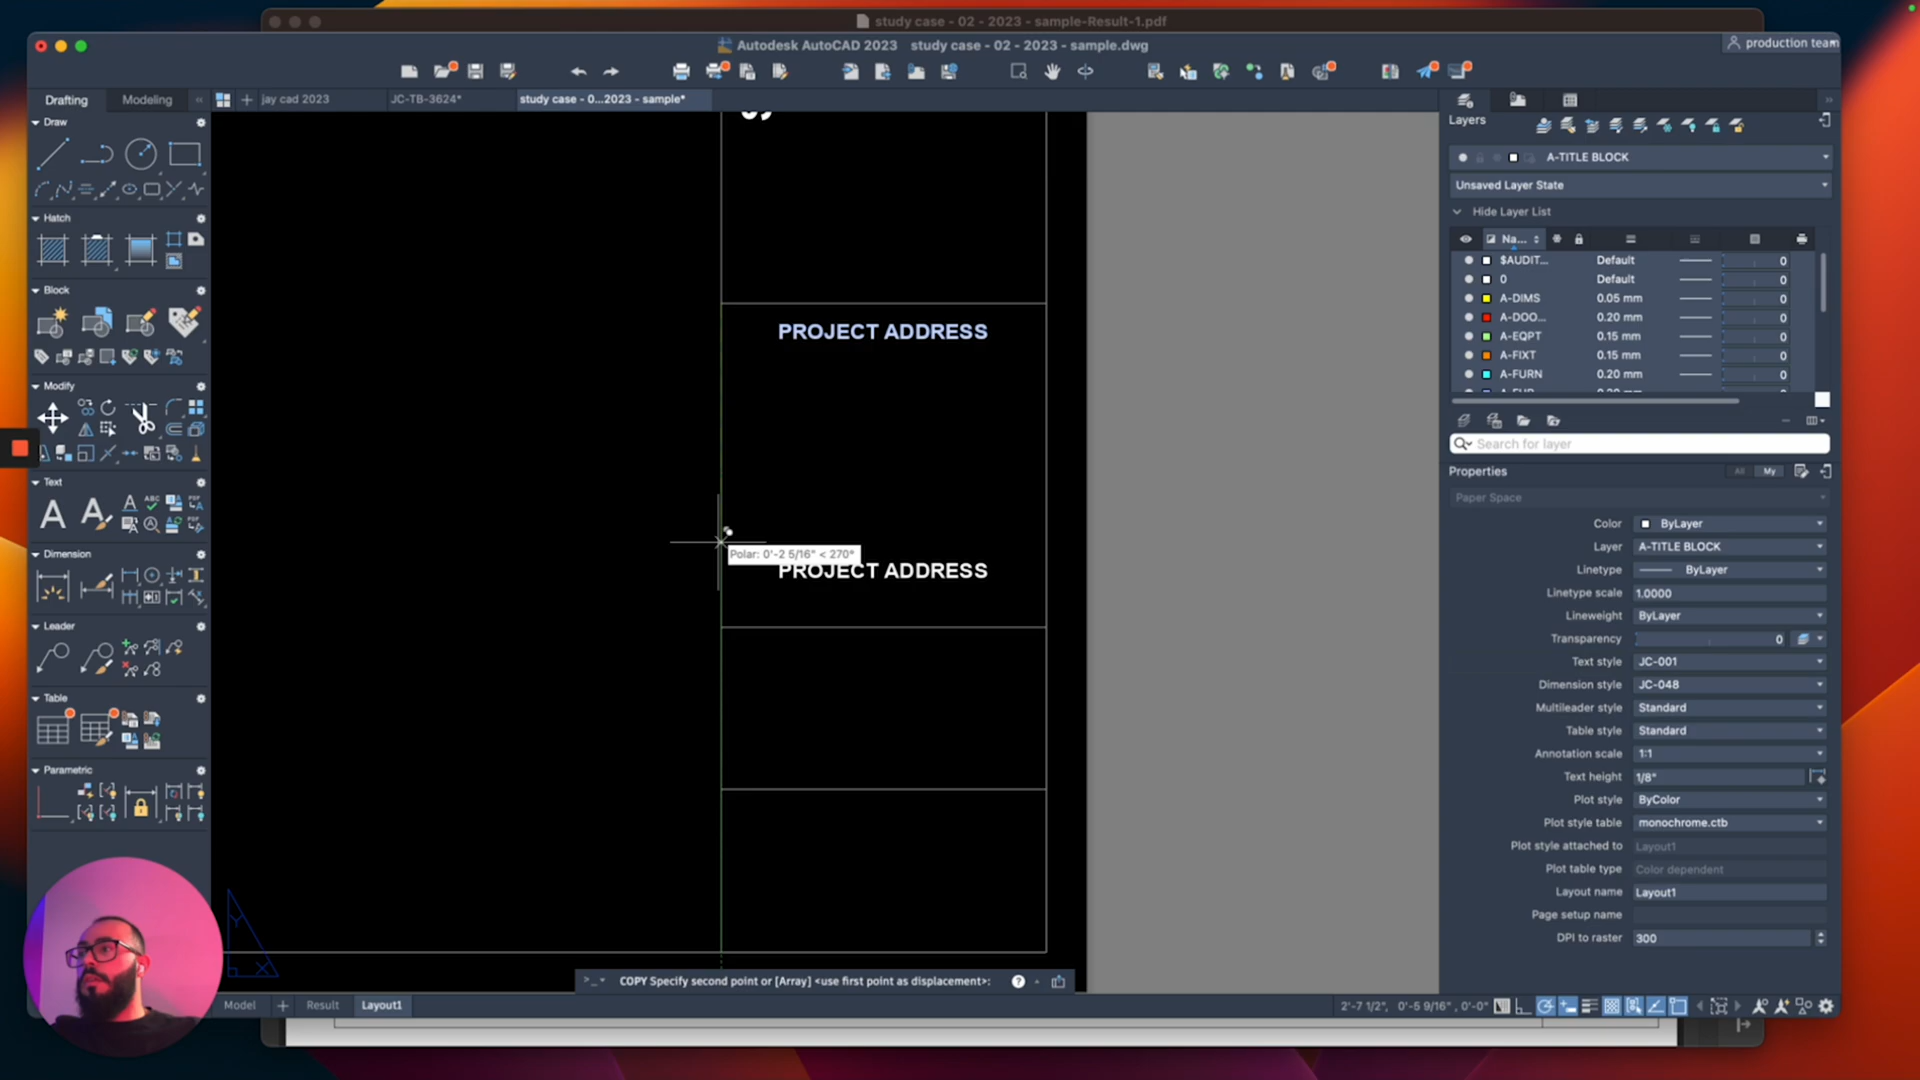 study case - 02 - 2023 - sample-Result-1.pdf
Autodesk AutoCAD 2023 study case - 02 - 2023 - sample.dwg
production team
Drafting
Modeling
jay cad 2023
JC-TB-3624*
study case - 0...2023 - sample*
Layers
Draw
A-TITLE BLOCK
Unsaved Layer State
Hide Layer List
Hatch
Na...
$AUDIT... Default 0
0 Default 0
A-DIMS 0.05 mm 0
A-DOO... 0.20 mm 0
A-EQPT 0.15 mm 0
A-FIXT 0.15 mm 0
A-FURN 0.20 mm 0
Block
PROJECT ADDRESS
Modify
Search for layer
Properties
All
My
Text
Paper Space
Color ByLayer
Layer A-TITLE BLOCK
Linetype ByLayer
Linetype scale 1.0000
Lineweight ByLayer
Transparency 0
Text style JC-001
Dimension style JC-048
Multileader style Standard
Table style Standard
Annotation scale 1:1
Text height 1/8"
Plot style ByColor
Plot style table monochrome.ctb
Plot style attached to Layout1
Plot table type Color dependent
Layout name Layout1
Page setup name
DPI to raster 300
Polar: 0'-2 5/16" < 270°
PROJECT ADDRESS
Dimension
Leader
Table
Parametric
Y
X
COPY Specify second point or [Array] <use first point as displacement>:
Model
Result
Layout1
2'-7 1/2", 0'-5 9/16", 0'-0"